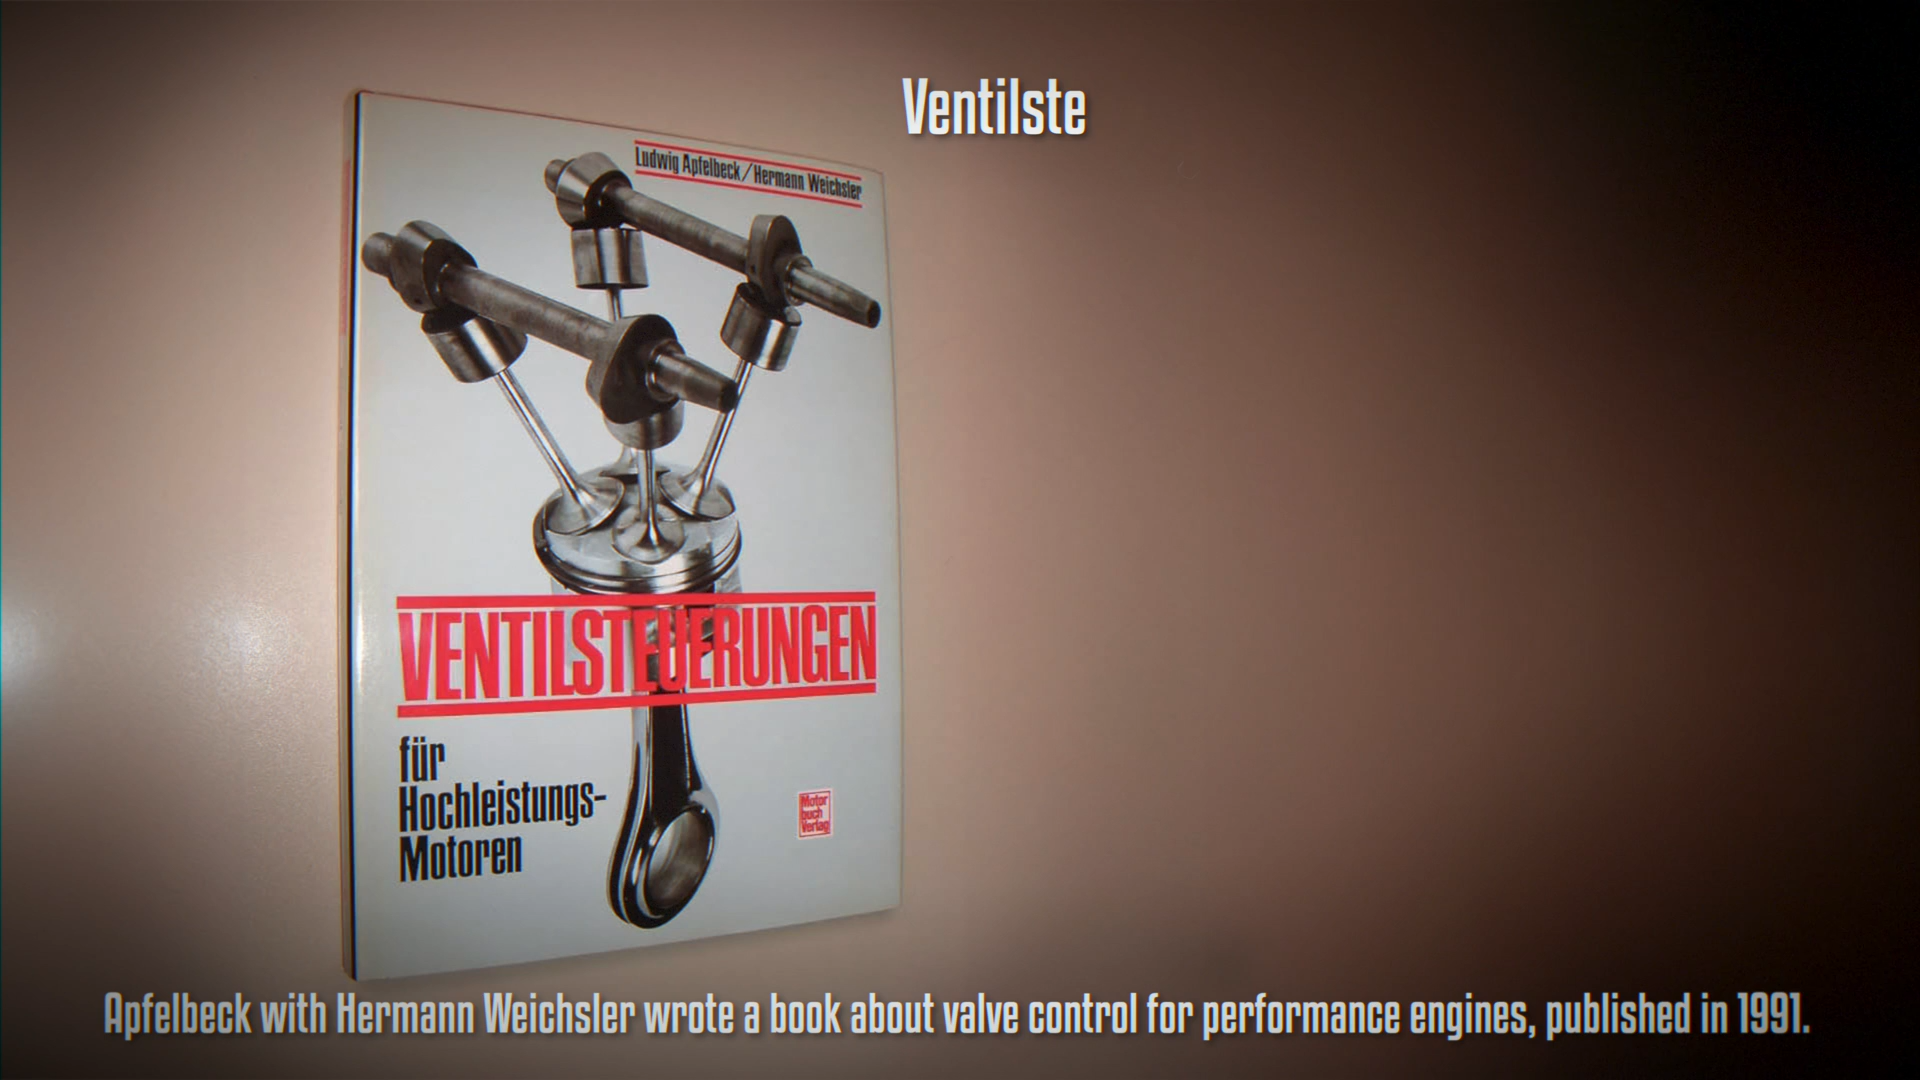 Ventilste
Ludwig Apfelbeck/Hermann Weichsler
VENTILSTEUERUNGEN
für
Hochleistungs-
Motoren
Motor
buch
Verlag
Apfelbeck with Hermann Weichsler wrote a book about valve control for performance engines, published in 1991.